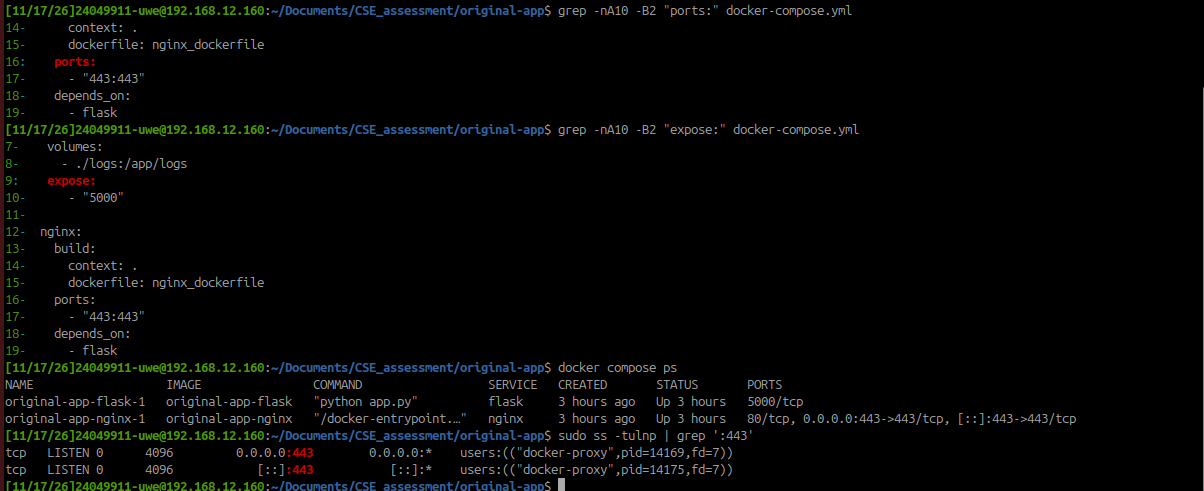 [11/17/26]24049911-uwe@192.168.12.160:~/Documents/CSE_assessment/original-app$ grep -nA10 -B2 "ports:" docker-compose.yml
14-      context: .
15-      dockerfile: nginx_dockerfile
16:    ports:
17-      - "443:443"
18-    depends_on:
19-      - flask
[11/17/26]24049911-uwe@192.168.12.160:~/Documents/CSE_assessment/original-app$ grep -nA10 -B2 "expose:" docker-compose.yml
7-    volumes:
8-      - ./logs:/app/logs
9:    expose:
10-      - "5000"
11-
12-  nginx:
13-    build:
14-      context: .
15-      dockerfile: nginx_dockerfile
16-    ports:
17-      - "443:443"
18-    depends_on:
19-      - flask
[11/17/26]24049911-uwe@192.168.12.160:~/Documents/CSE_assessment/original-app$ docker compose ps
NAME                   IMAGE                COMMAND                  SERVICE   CREATED       STATUS       PORTS
original-app-flask-1   original-app-flask   "python app.py"          flask     3 hours ago   Up 3 hours   5000/tcp
original-app-nginx-1   original-app-nginx   "/docker-entrypoint.…"   nginx     3 hours ago   Up 3 hours   80/tcp, 0.0.0.0:443->443/tcp, [::]:443->443/tcp
[11/17/26]24049911-uwe@192.168.12.160:~/Documents/CSE_assessment/original-app$ sudo ss -tulnp | grep ':443'
tcp   LISTEN 0      4096         0.0.0.0:443        0.0.0.0:*    users:(("docker-proxy",pid=14169,fd=7))
tcp   LISTEN 0      4096            [::]:443           [::]:*    users:(("docker-proxy",pid=14175,fd=7))
[11/17/26]24049911-uwe@192.168.12.160:~/Documents/CSE_assessment/original-app$